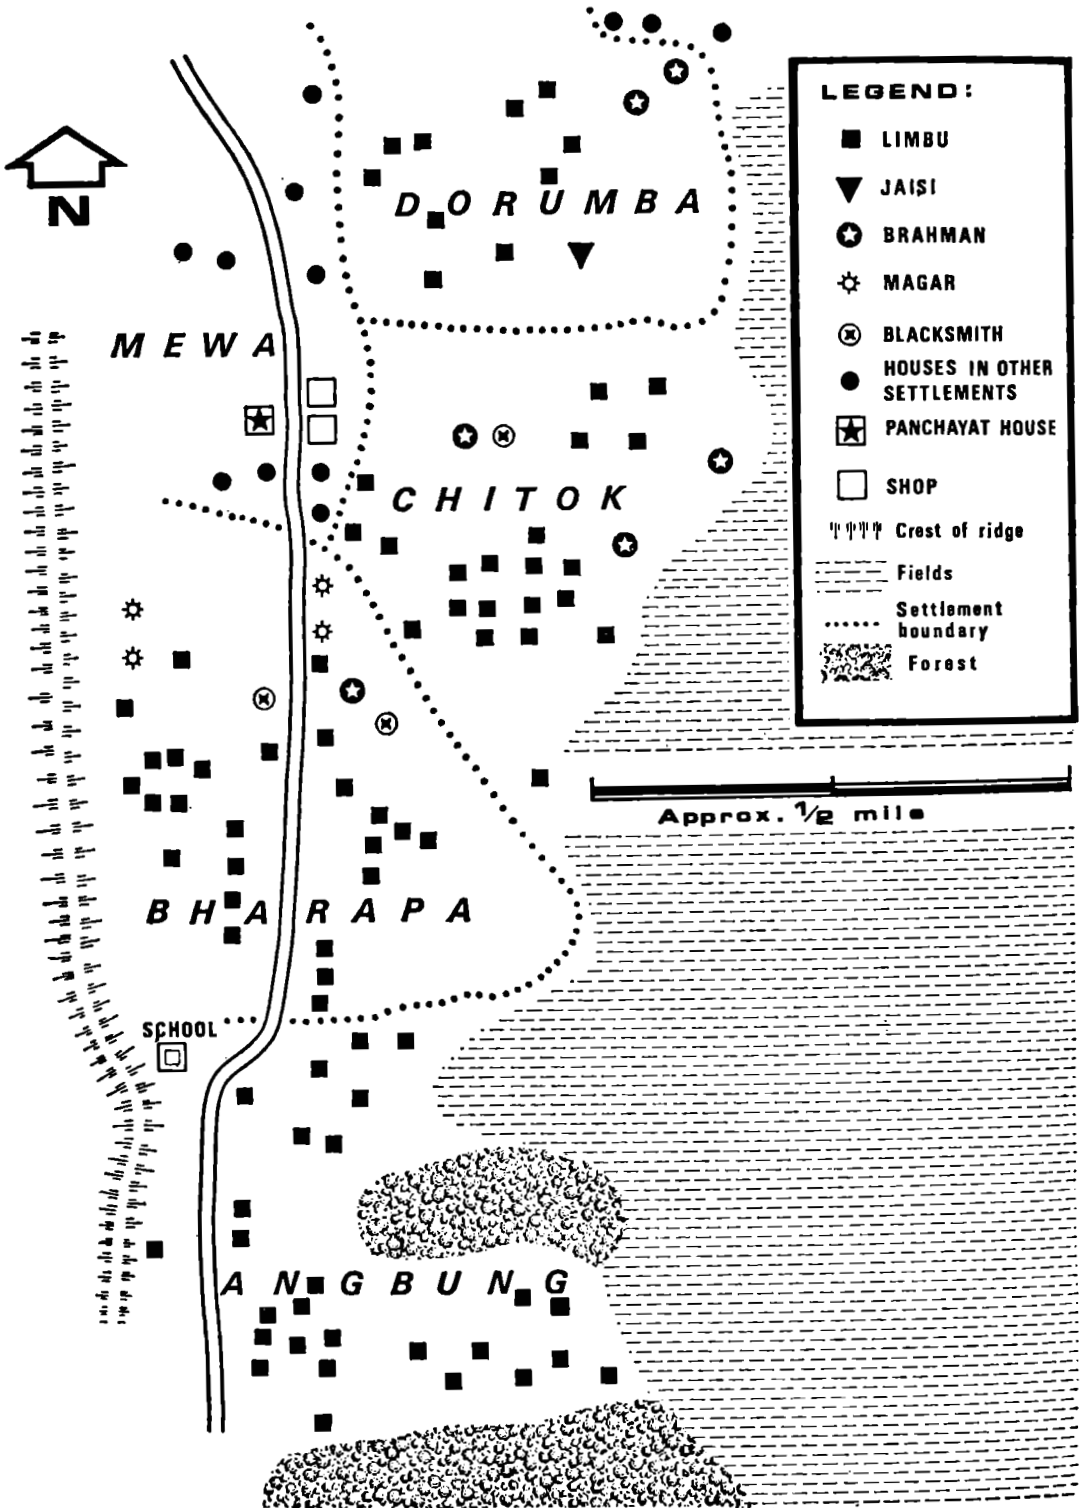 LEGEND:
LIMBU
JAISI
BRAHMAN
MAGAR
BLACKSMITH
HOUSES IN OTHER
SETTLEMENTS
PANCHAYAT HOUSE
SHOP
Crest of ridge
Fields
Settlement
boundary
Forest
N
DORUMBA
MEWA
CHITOK
Approx. 1/2 mile
BHARAPA
SCHOOL
ANGBUNG